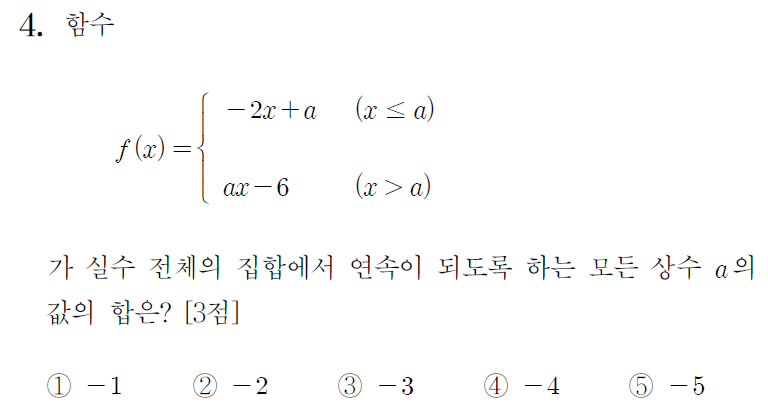 4. 함수
f(x) = { -2x+a (x ≤ a)
ax-6 (x > a)
가 실수 전체의 집합에서 연속이 되도록 하는 모든 상수 a의
값의 합은? [3점]
① -1 ② -2 ③ -3 ④ -4 ⑤ -5